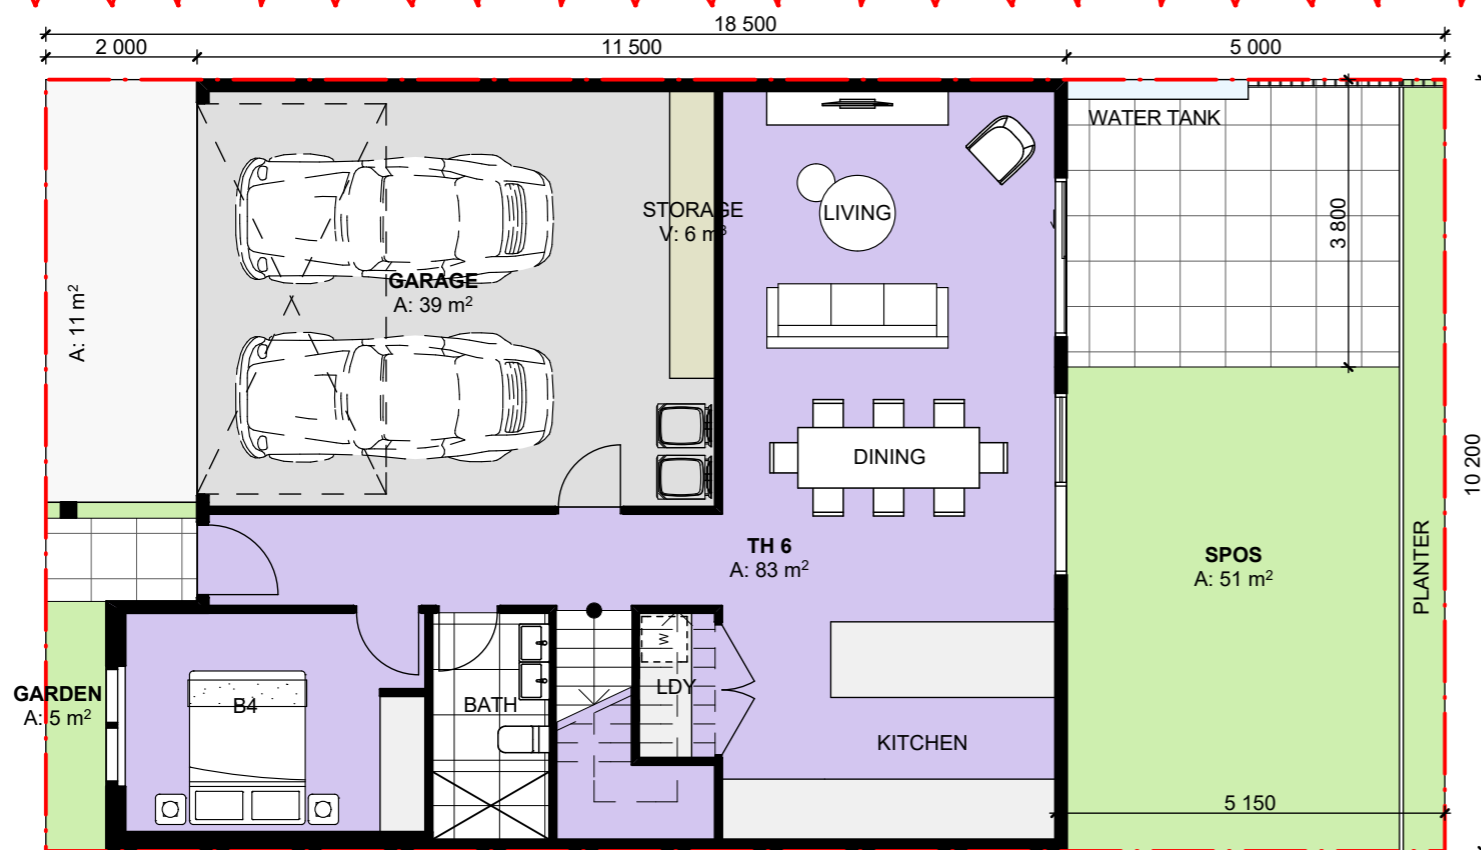 18 500
2 000
11 500
5 000
WATER TANK
STORAGE
V: 6 m³
LIVING
3 800
GARAGE
A: 39 m²
A: 11 m²
DINING
10 200
TH 6
A: 83 m²
SPOS
A: 51 m²
PLANTER
W
LDY
GARDEN
A: 5 m²
B4
BATH
KITCHEN
5 150